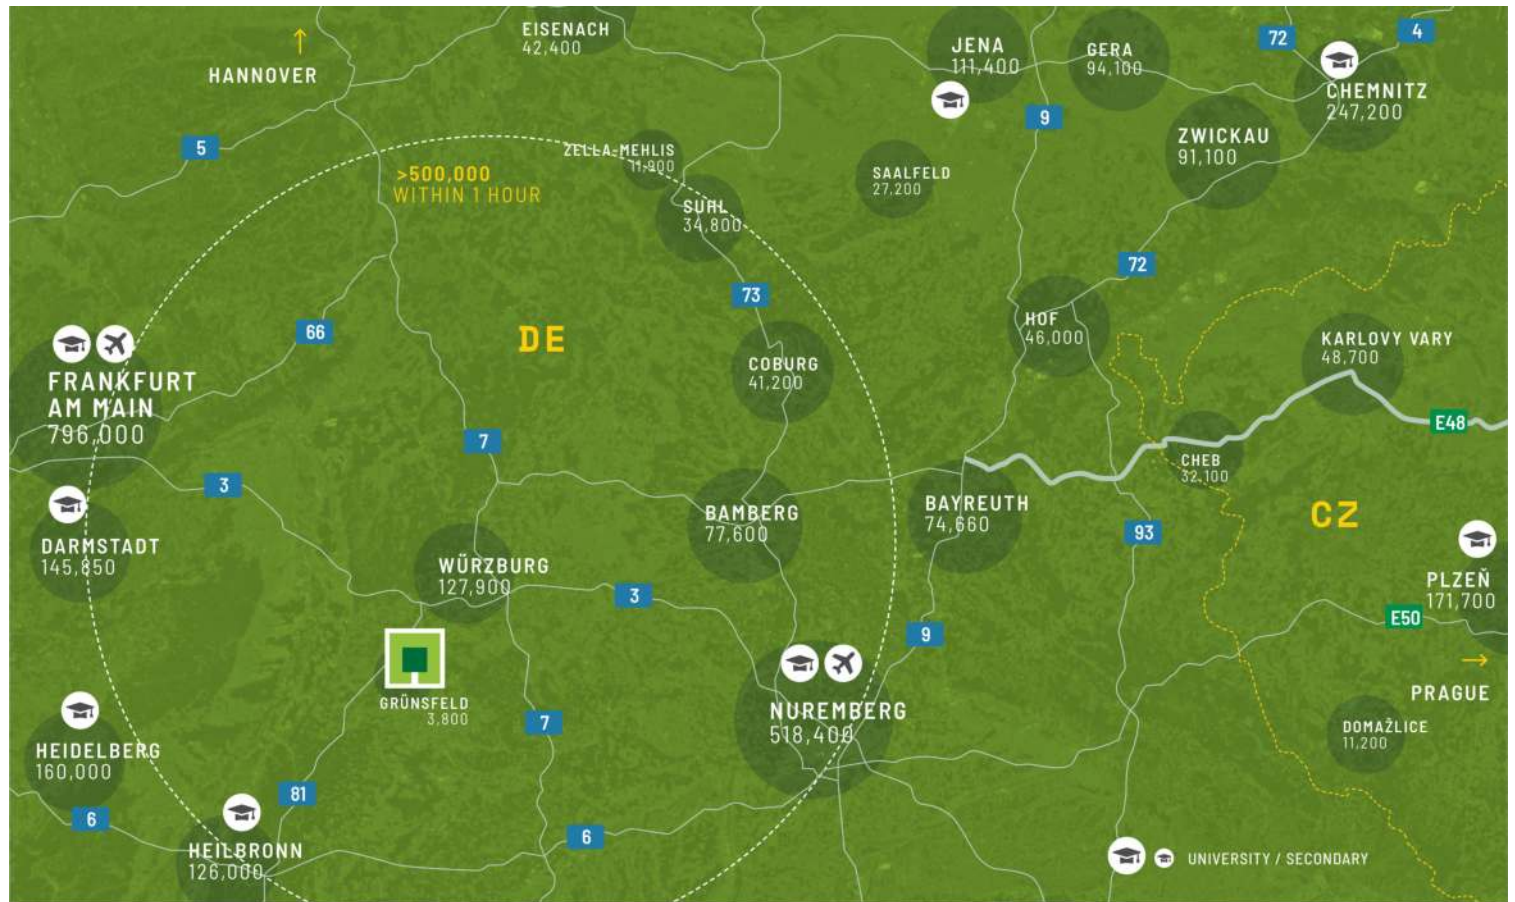 EISENACH
42,400
HANNOVER
JENA
111,400
GERA
94,100
72
4
CHEMNITZ
247,200
9
5
ZWICKAU
91,100
ZELLA-MEHLIS
11,900
>500,000
WITHIN 1 HOUR
SAALFELD
27,200
SUHL
34,800
72
73
66
DE
HOF
46,000
KARLOVY VARY
48,700
COBURG
41,200
FRANKFURT
AM MAIN
796,000
E48
7
CHEB
32,100
3
BAMBERG
77,600
BAYREUTH
74,660
CZ
93
DARMSTADT
145,850
WÜRZBURG
127,900
PLZEŇ
171,700
3
E50
9
PRAGUE
GRÜNSFELD
3,800
NUREMBERG
518,400
7
DOMAŽLICE
11,200
HEIDELBERG
160,000
81
6
6
HEILBRONN
126,000
UNIVERSITY / SECONDARY